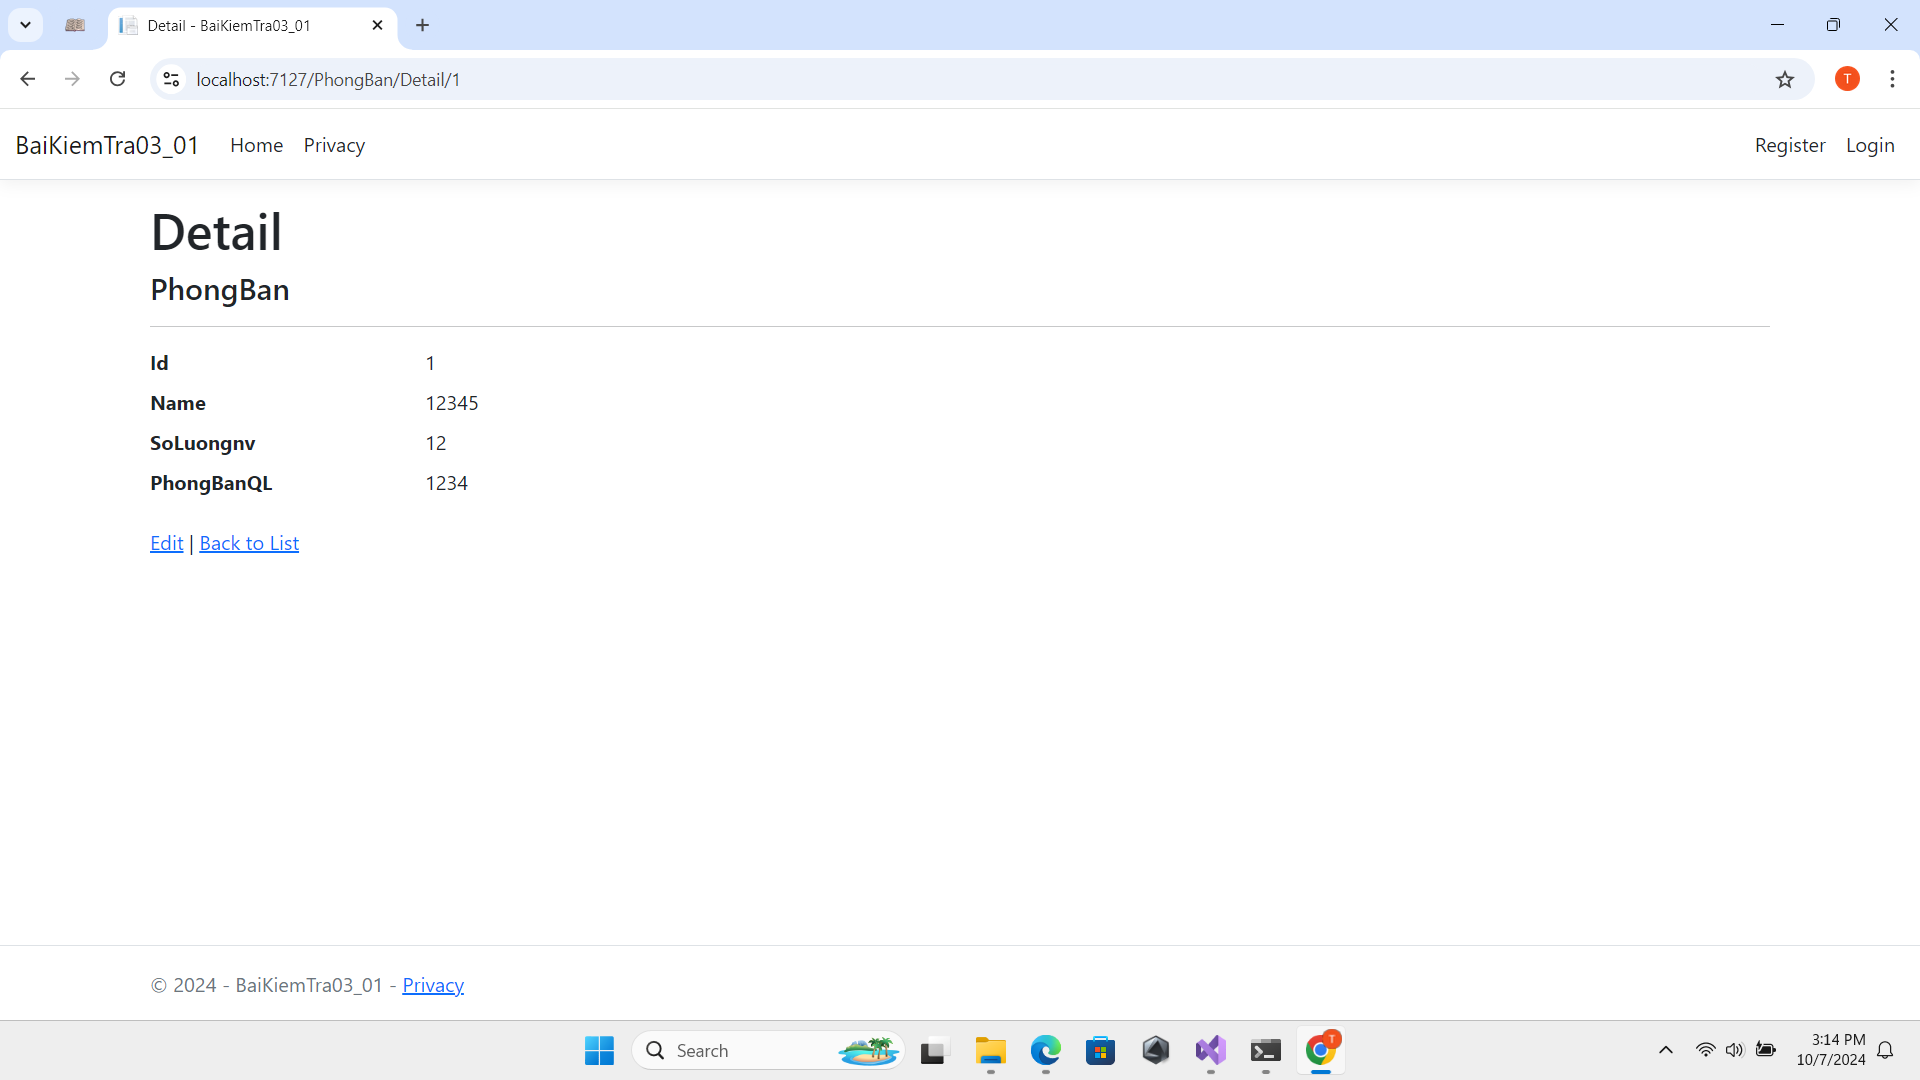 Detail - BaiKiemTra03_01
localhost:7127/PhongBan/Detail/1
T
BaiKiemTra03_01 Home Privacy Register Login
Detail
PhongBan
Id 1
Name 12345
SoLuongnv 12
PhongBanQL 1234
Edit | Back to List
© 2024 - BaiKiemTra03_01 - Privacy
Search
T
3:14 PM
10/7/2024